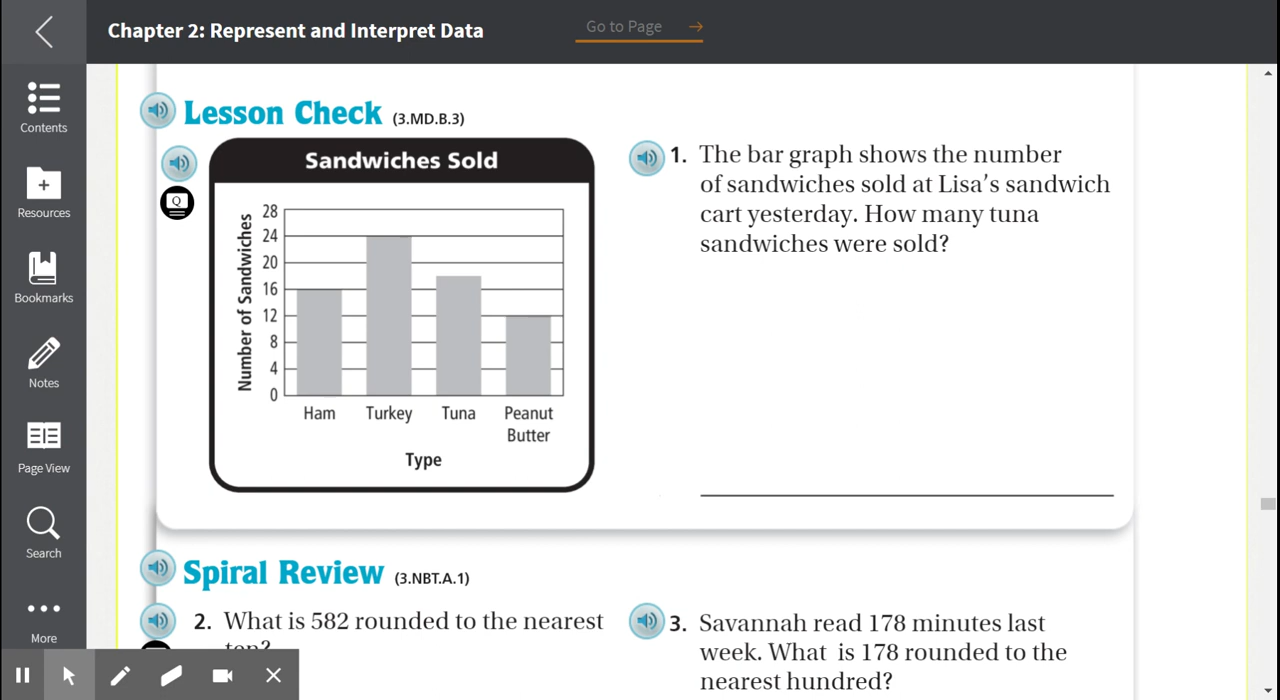 Chapter 2: Represent and Interpret Data
Go to Page →
Contents
Resources
Bookmarks
Notes
Page View
Search
More
Lesson Check (3.MD.B.3)
Sandwiches Sold
Number of Sandwiches
28
24
20
16
12
8
4
0
Ham Turkey Tuna Peanut
Butter
Type
Q
1. The bar graph shows the number
of sandwiches sold at Lisa's sandwich
cart yesterday. How many tuna
sandwiches were sold?
Spiral Review (3.NBT.A.1)
2. What is 582 rounded to the nearest
ten?
3. Savannah read 178 minutes last
week. What is 178 rounded to the
nearest hundred?